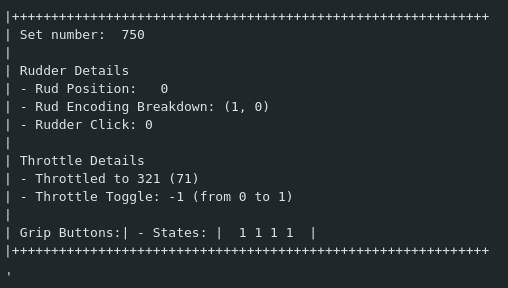 |+++++++++++++++++++++++++++++++++++++++++++++++++++++++++++++
| Set number:  750
|
| Rudder Details
| - Rud Position:   0
| - Rud Encoding Breakdown: (1, 0)
| - Rudder Click: 0
|
| Throttle Details
| - Throttled to 321 (71)
| - Throttle Toggle: -1 (from 0 to 1)
|
| Grip Buttons:| - States: |  1 1 1 1  |
|+++++++++++++++++++++++++++++++++++++++++++++++++++++++++++++
'